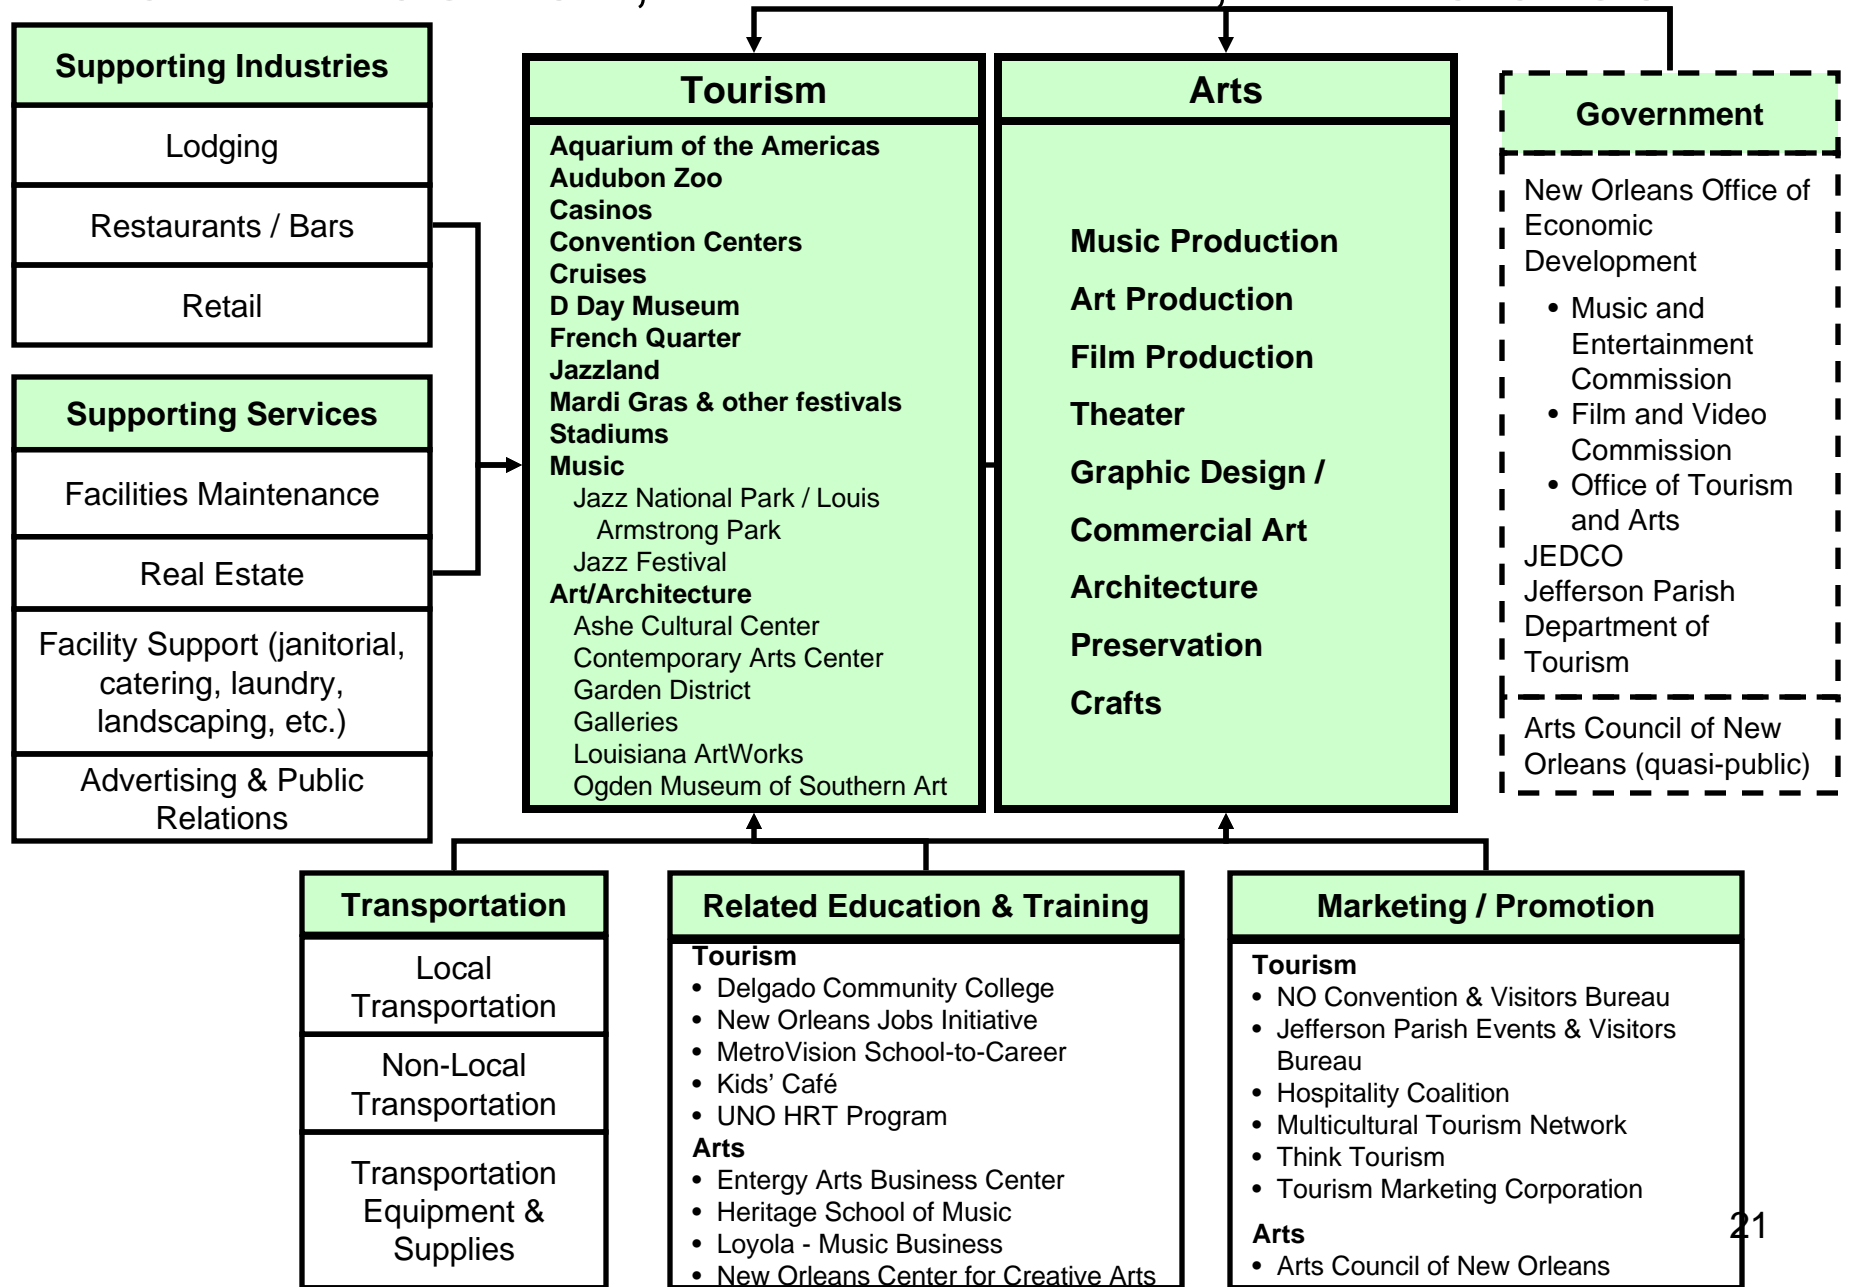 Supporting Industries
Lodging
Restaurants / Bars
Retail
Supporting Services
Facilities Maintenance
Real Estate
Facility Support (janitorial,
catering, laundry,
landscaping, etc.)
Advertising & Public
Relations
Tourism
Aquarium of the Americas
Audubon Zoo
Casinos
Convention Centers
Cruises
D Day Museum
French Quarter
Jazzland
Mardi Gras & other festivals
Stadiums
Music
Jazz National Park / Louis
Armstrong Park
Jazz Festival
Art/Architecture
Ashe Cultural Center
Contemporary Arts Center
Garden District
Galleries
Louisiana ArtWorks
Ogden Museum of Southern Art
Arts
Music Production
Art Production
Film Production
Theater
Graphic Design /
Commercial Art
Architecture
Preservation
Crafts
Government
New Orleans Office of
Economic
Development
• Music and
Entertainment
Commission
• Film and Video
Commission
• Office of Tourism
and Arts
JEDCO
Jefferson Parish
Department of
Tourism
Arts Council of New
Orleans (quasi-public)
Transportation
Local
Transportation
Non-Local
Transportation
Transportation
Equipment &
Supplies
Related Education & Training
Tourism
• Delgado Community College
• New Orleans Jobs Initiative
• MetroVision School-to-Career
• Kids’ Café
• UNO HRT Program
Arts
• Entergy Arts Business Center
• Heritage School of Music
• Loyola - Music Business
• New Orleans Center for Creative Arts
Marketing / Promotion
Tourism
• NO Convention & Visitors Bureau
• Jefferson Parish Events & Visitors
Bureau
• Hospitality Coalition
• Multicultural Tourism Network
• Think Tourism
• Tourism Marketing Corporation
Arts
• Arts Council of New Orleans
21